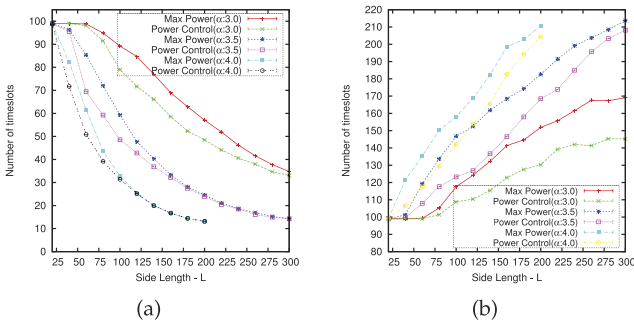 100
90
80
70
60
50
40
30
20
10
0
Number of timeslots
25 50 75 100 125 150 175 200 225 250 275 300
Side Length - L
Max Power(α:3.0)
Power Control(α:3.0)
Max Power(α:3.5)
Power Control(α:3.5)
Max Power(α:4.0)
Power Control(α:4.0)
(a)
220
210
200
190
180
170
160
150
140
130
120
110
100
90
80
Number of timeslots
25 50 75 100 125 150 175 200 225 250 275 300
Side Length - L
Max Power(α:3.0)
Power Control(α:3.0)
Max Power(α:3.5)
Power Control(α:3.5)
Max Power(α:4.0)
Power Control(α:4.0)
(b)